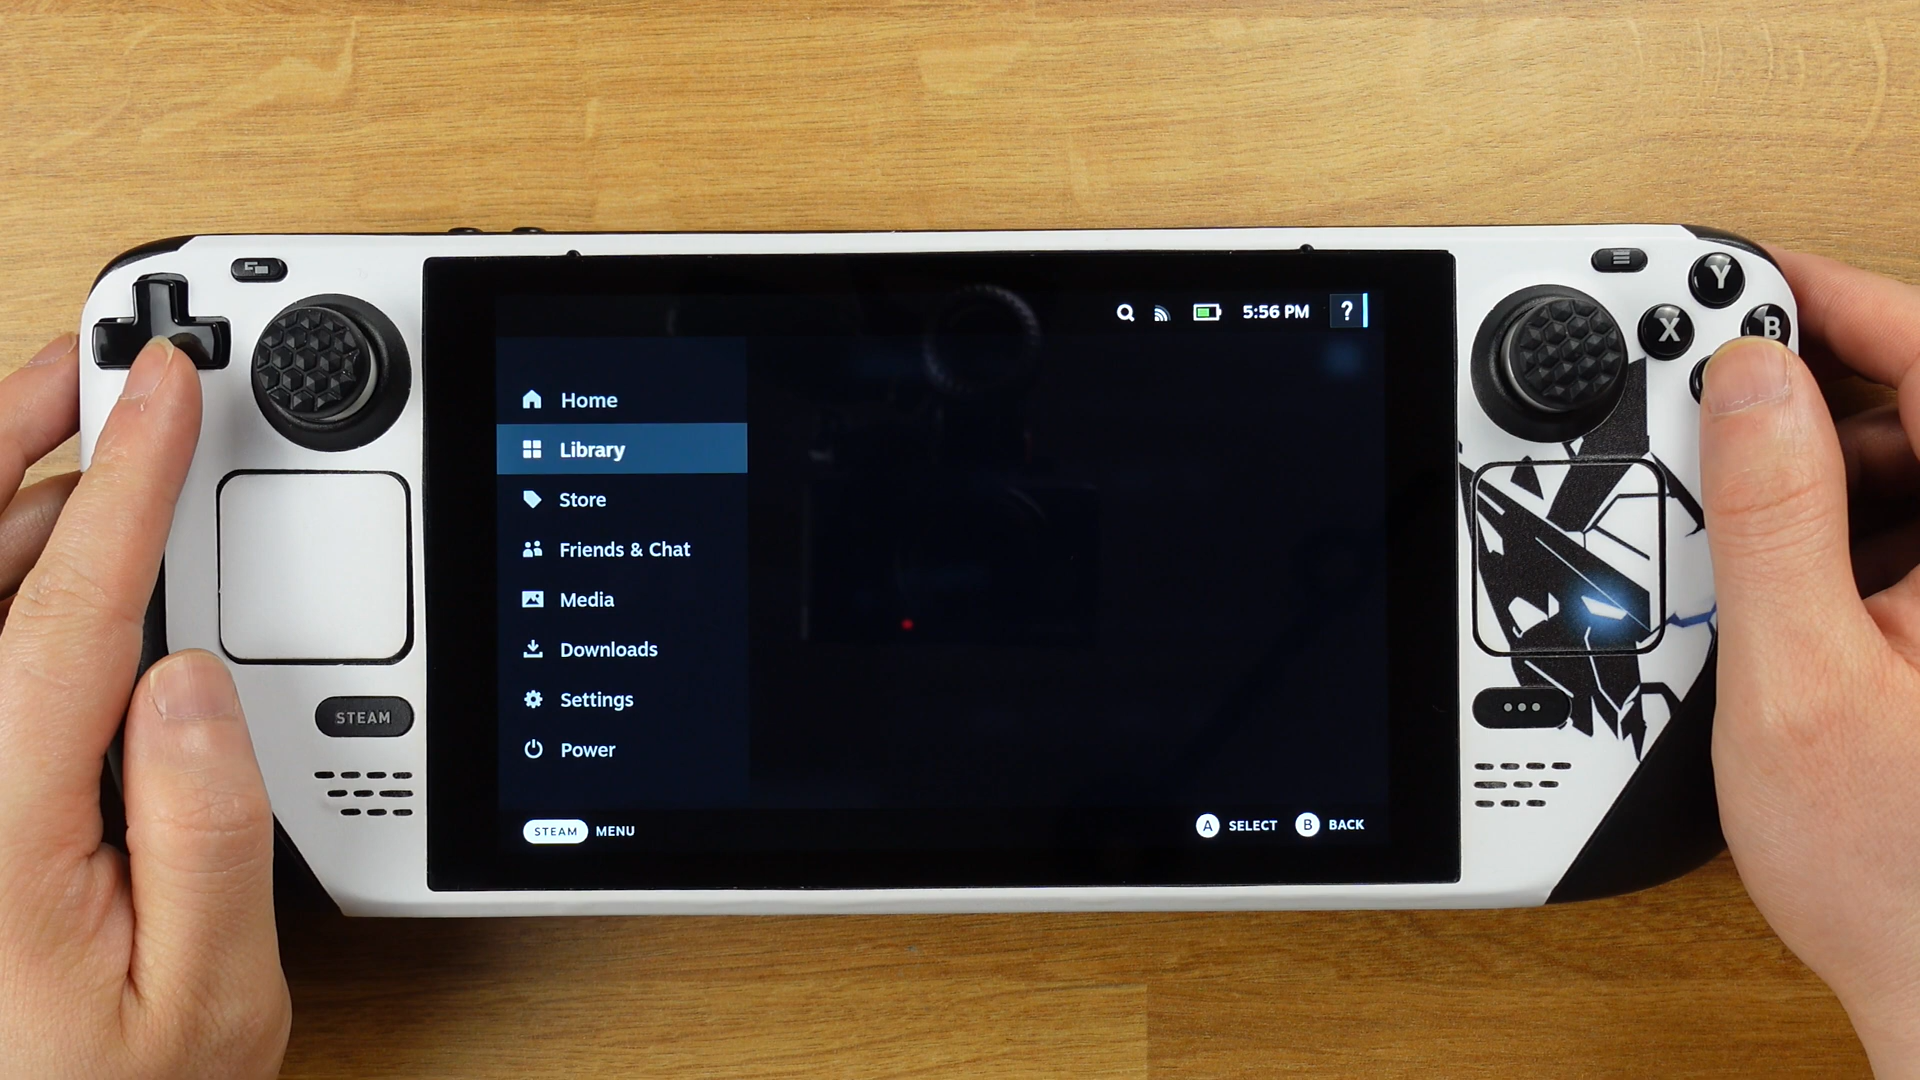 5:56 PM ?
Home
Library
Store
Friends & Chat
Media
Downloads
Settings
Power
STEAM MENU
A SELECT B BACK
STEAM
Y
X
B